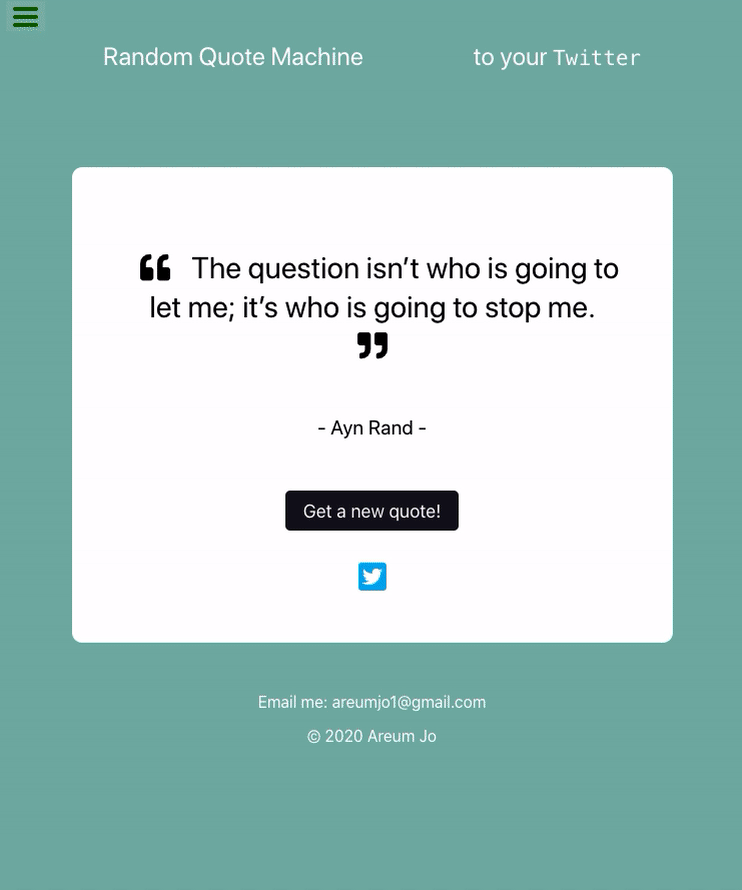 Random Quote Machine to your Twitter
“ The question isn’t who is going to
let me; it’s who is going to stop me.
”
- Ayn Rand -
Get a new quote!
Email me: areumjo1@gmail.com
© 2020 Areum Jo